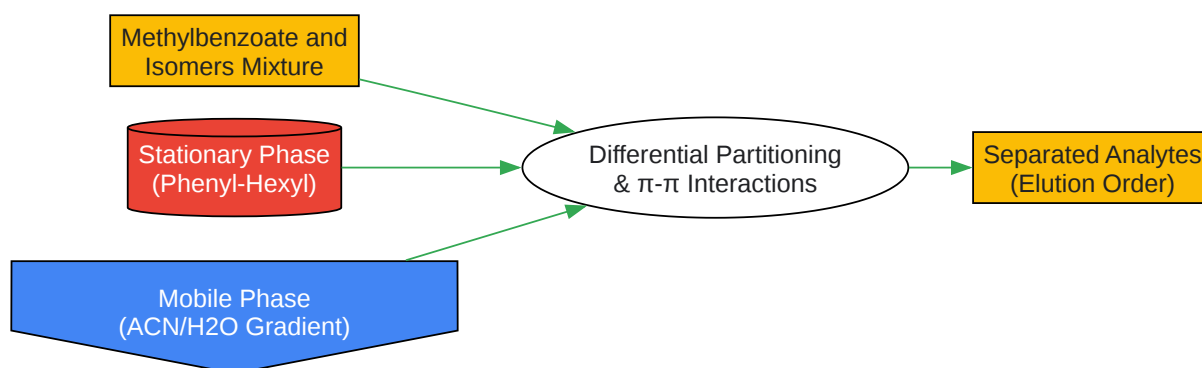 Methylbenzoate and
Isomers Mixture
Stationary Phase
(Phenyl-Hexyl)
Differential Partitioning
& π-π Interactions
Separated Analytes
(Elution Order)
Mobile Phase
(ACN/H2O Gradient)